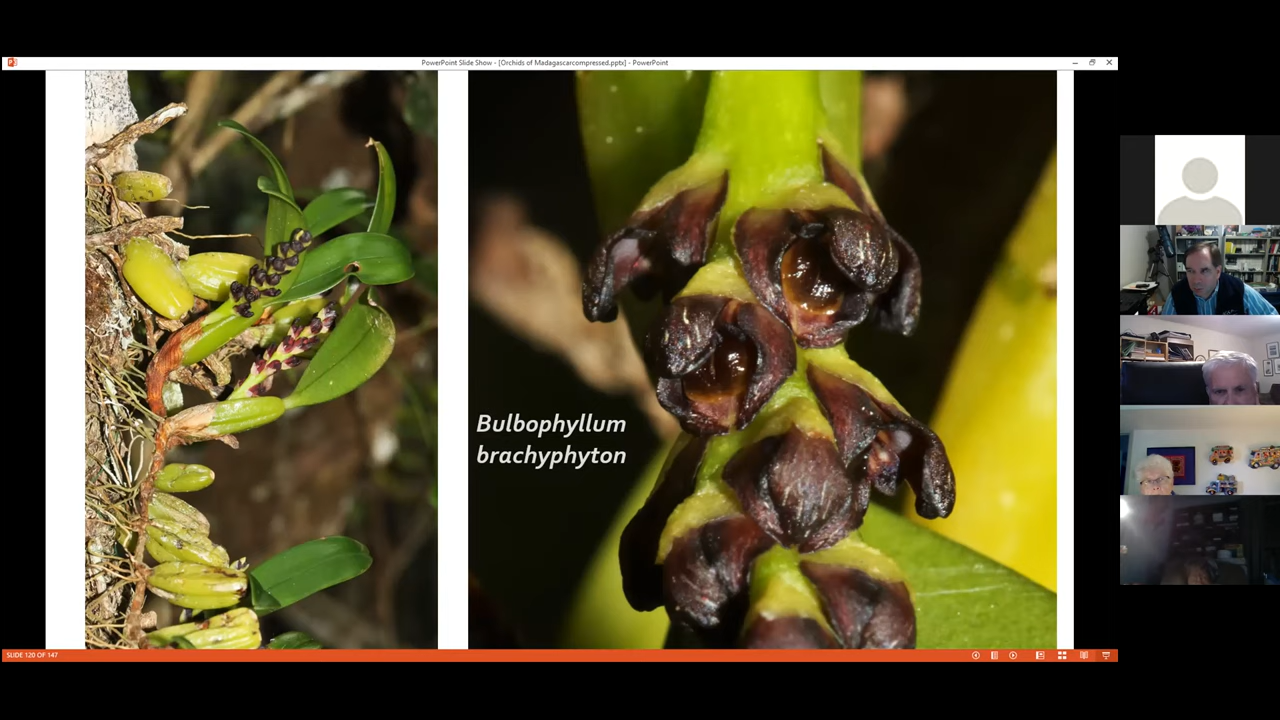 PowerPoint Slide Show - [Orchids of Madagascarcompressed.pptx] - PowerPoint
Bulbophyllum
brachyphyton
SLIDE 120 OF 147